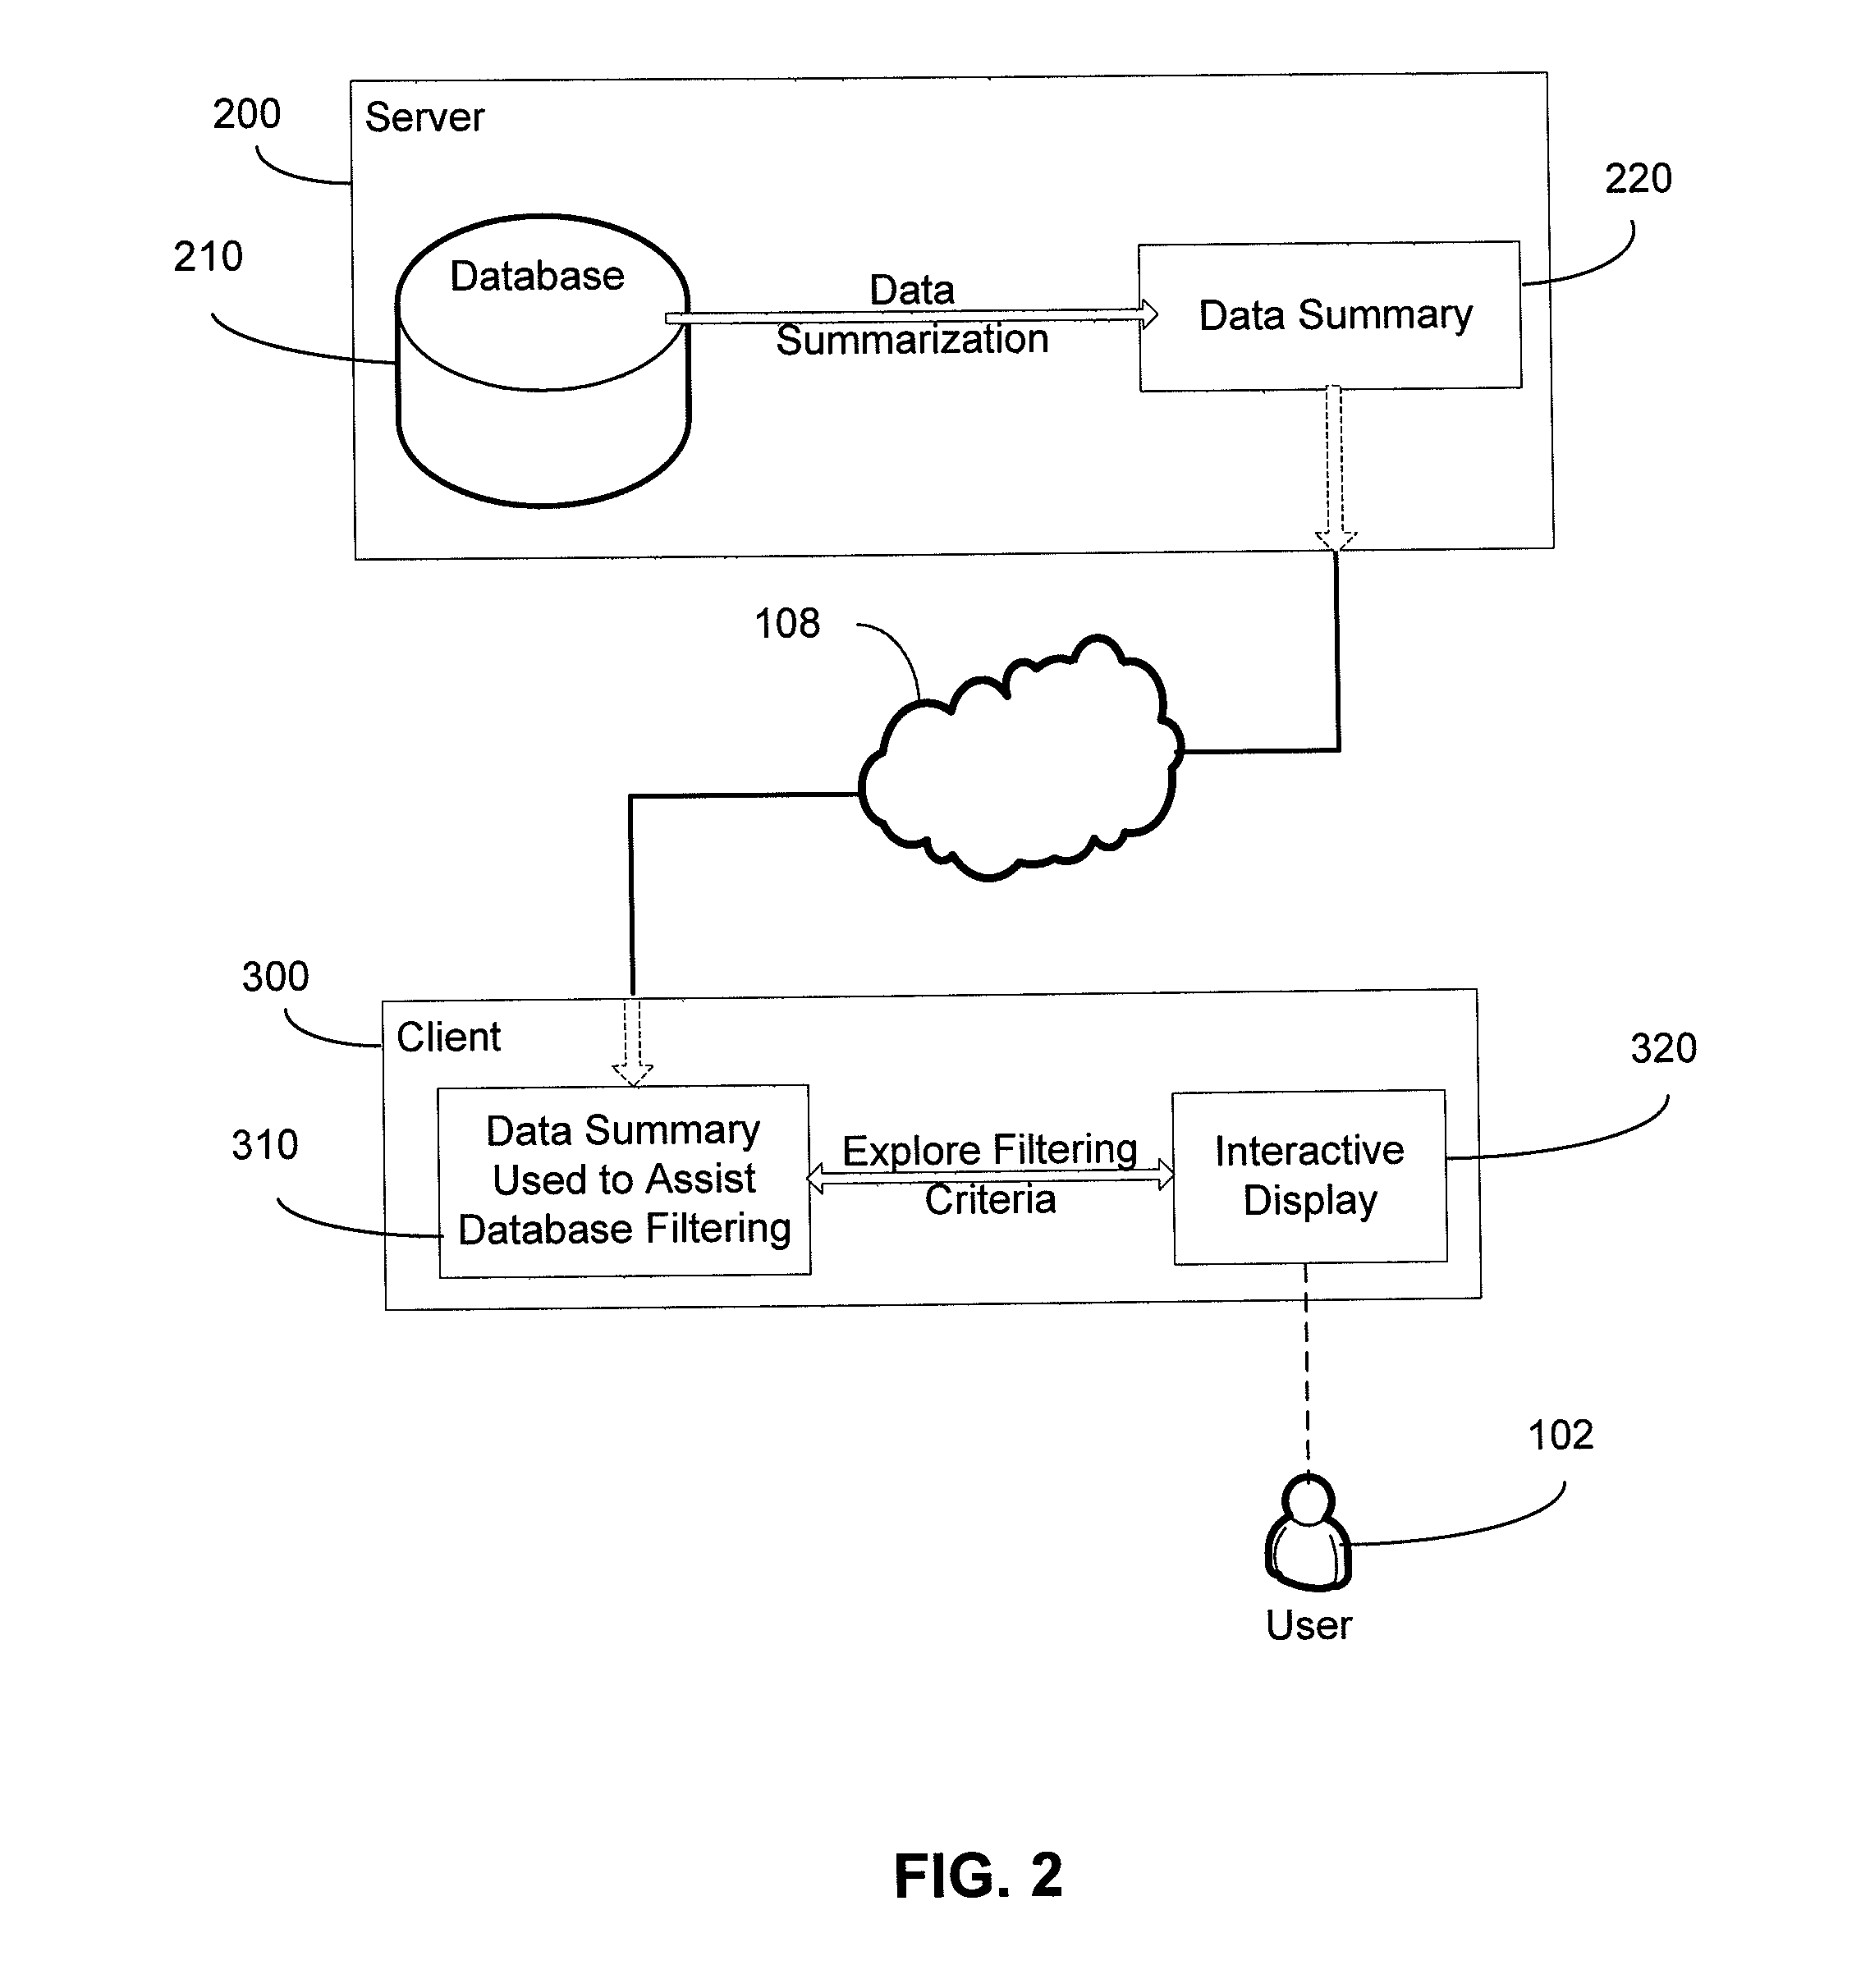 200
Server
220
210
Database
Data
Summarization
Data Summary
108
300
Client
320
310
Data Summary
Used to Assist
Database Filtering
Explore Filtering
Criteria
Interactive
Display
102
User
FIG. 2